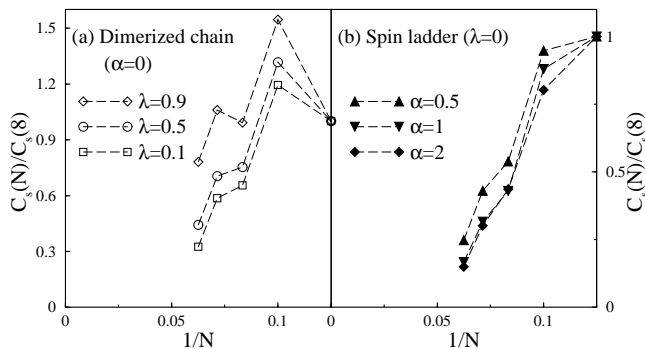 (a) Dimerized chain
(α=0)
λ=0.9
λ=0.5
λ=0.1
C_s(N)/C_s(8)
1.5
1.2
0.9
0.6
0.3
0
0
0.05
0.1
1/N
(b) Spin ladder (λ=0)
α=0.5
α=1
α=2
C_s(N)/C_s(8)
1
0.5
0
0
0.05
0.1
1/N